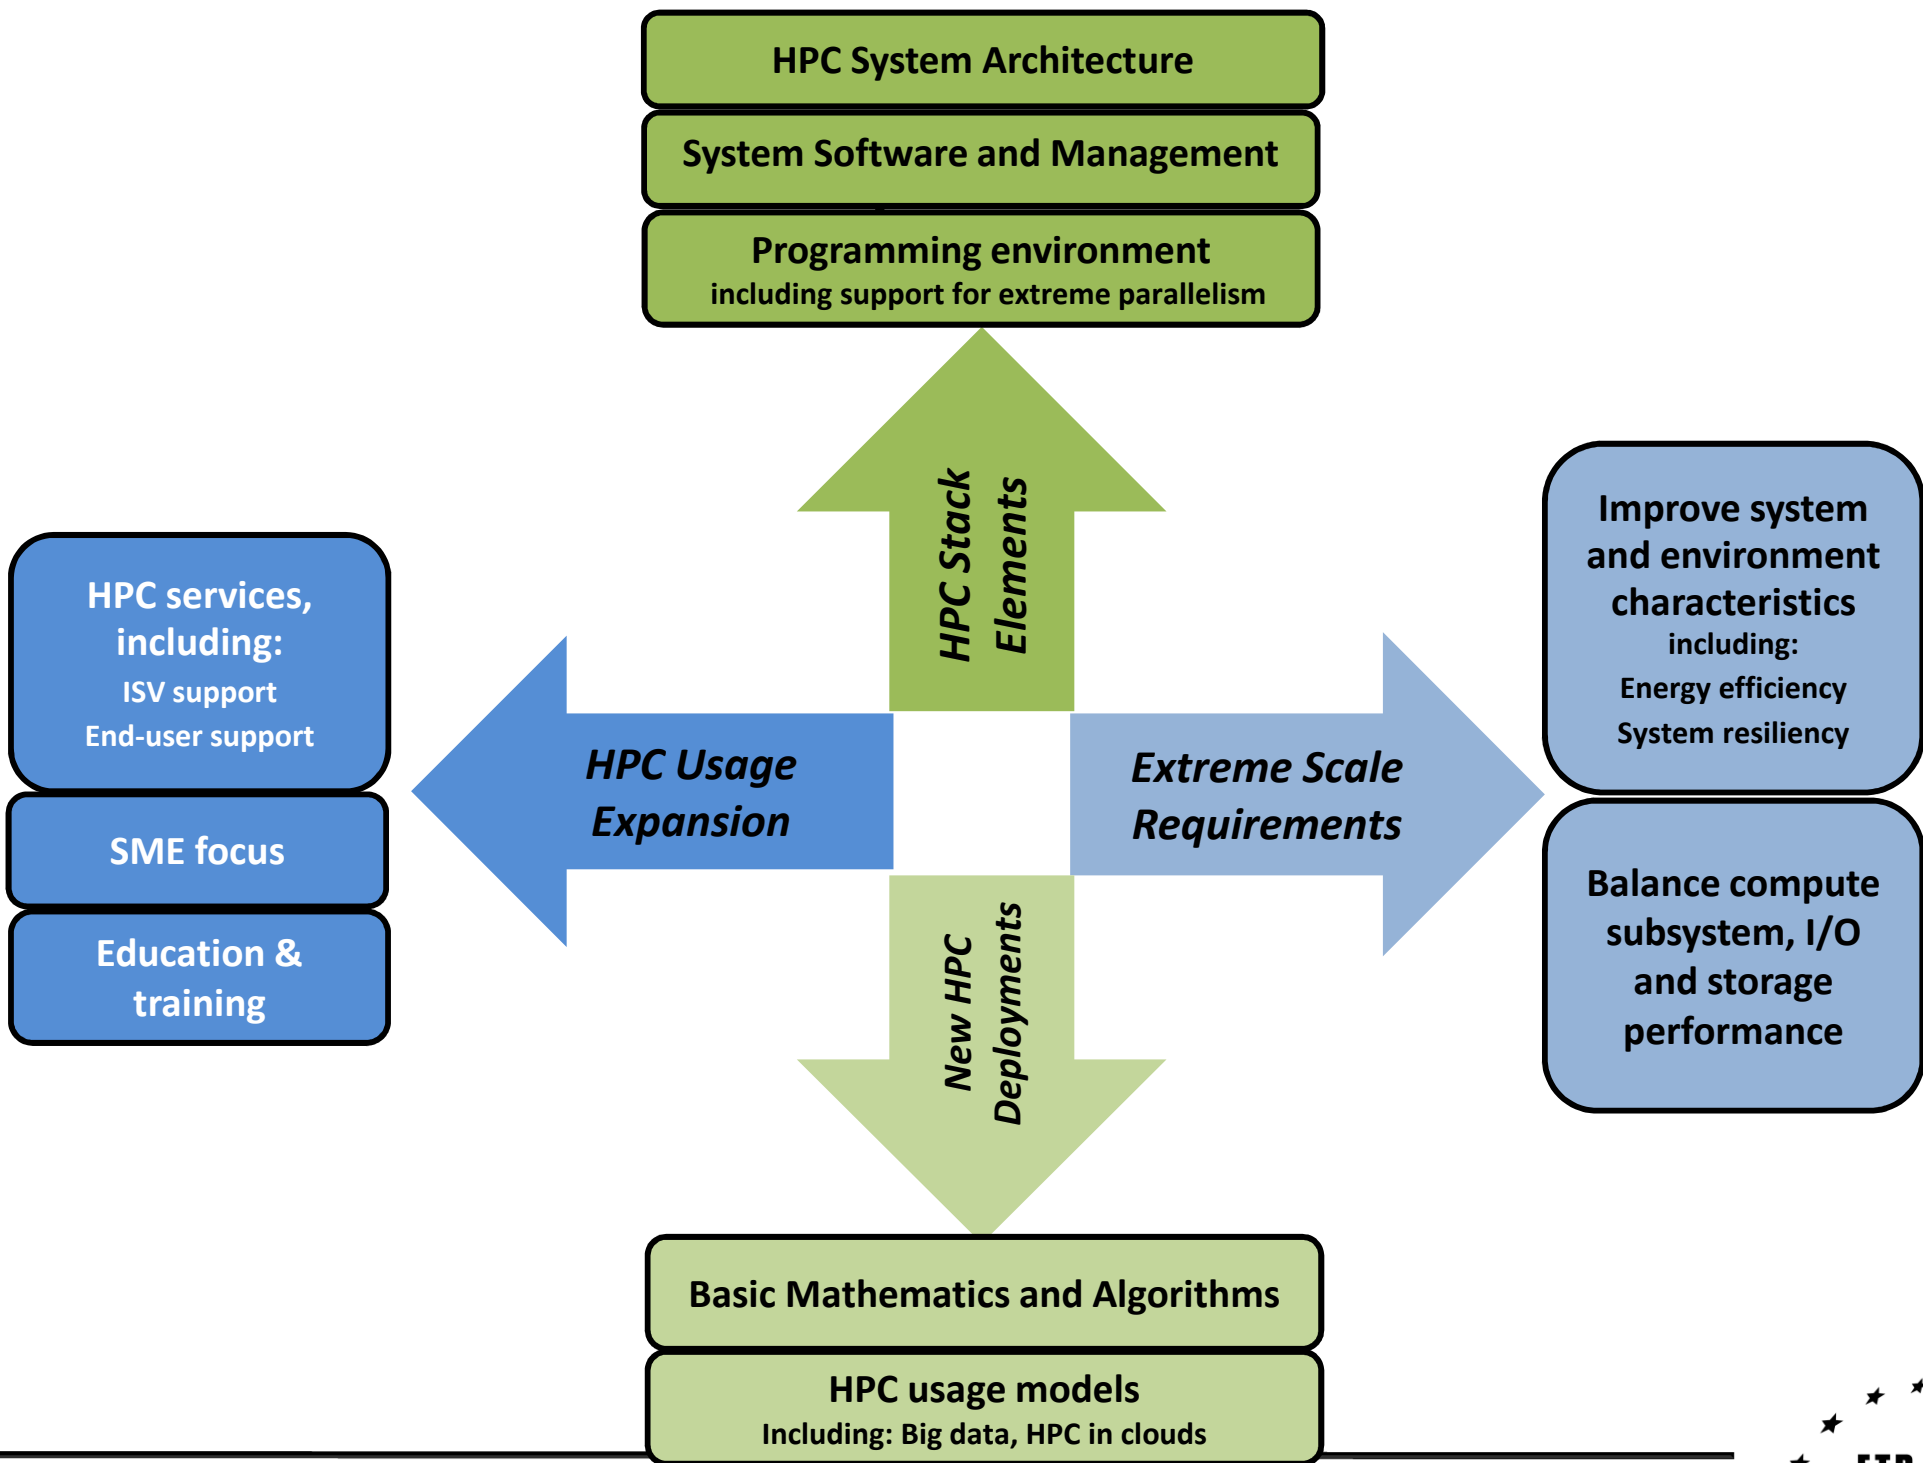 HPC System Architecture
System Software and Management
Programming environment
including support for extreme parallelism
HPC Stack
Elements
HPC services,
including:
ISV support
End-user support
SME focus
Education &
training
HPC Usage
Expansion
Extreme Scale
Requirements
Improve system
and environment
characteristics
including:
Energy efficiency
System resiliency
Balance compute
subsystem, I/O
and storage
performance
New HPC
Deployments
Basic Mathematics and Algorithms
HPC usage models
Including: Big data, HPC in clouds